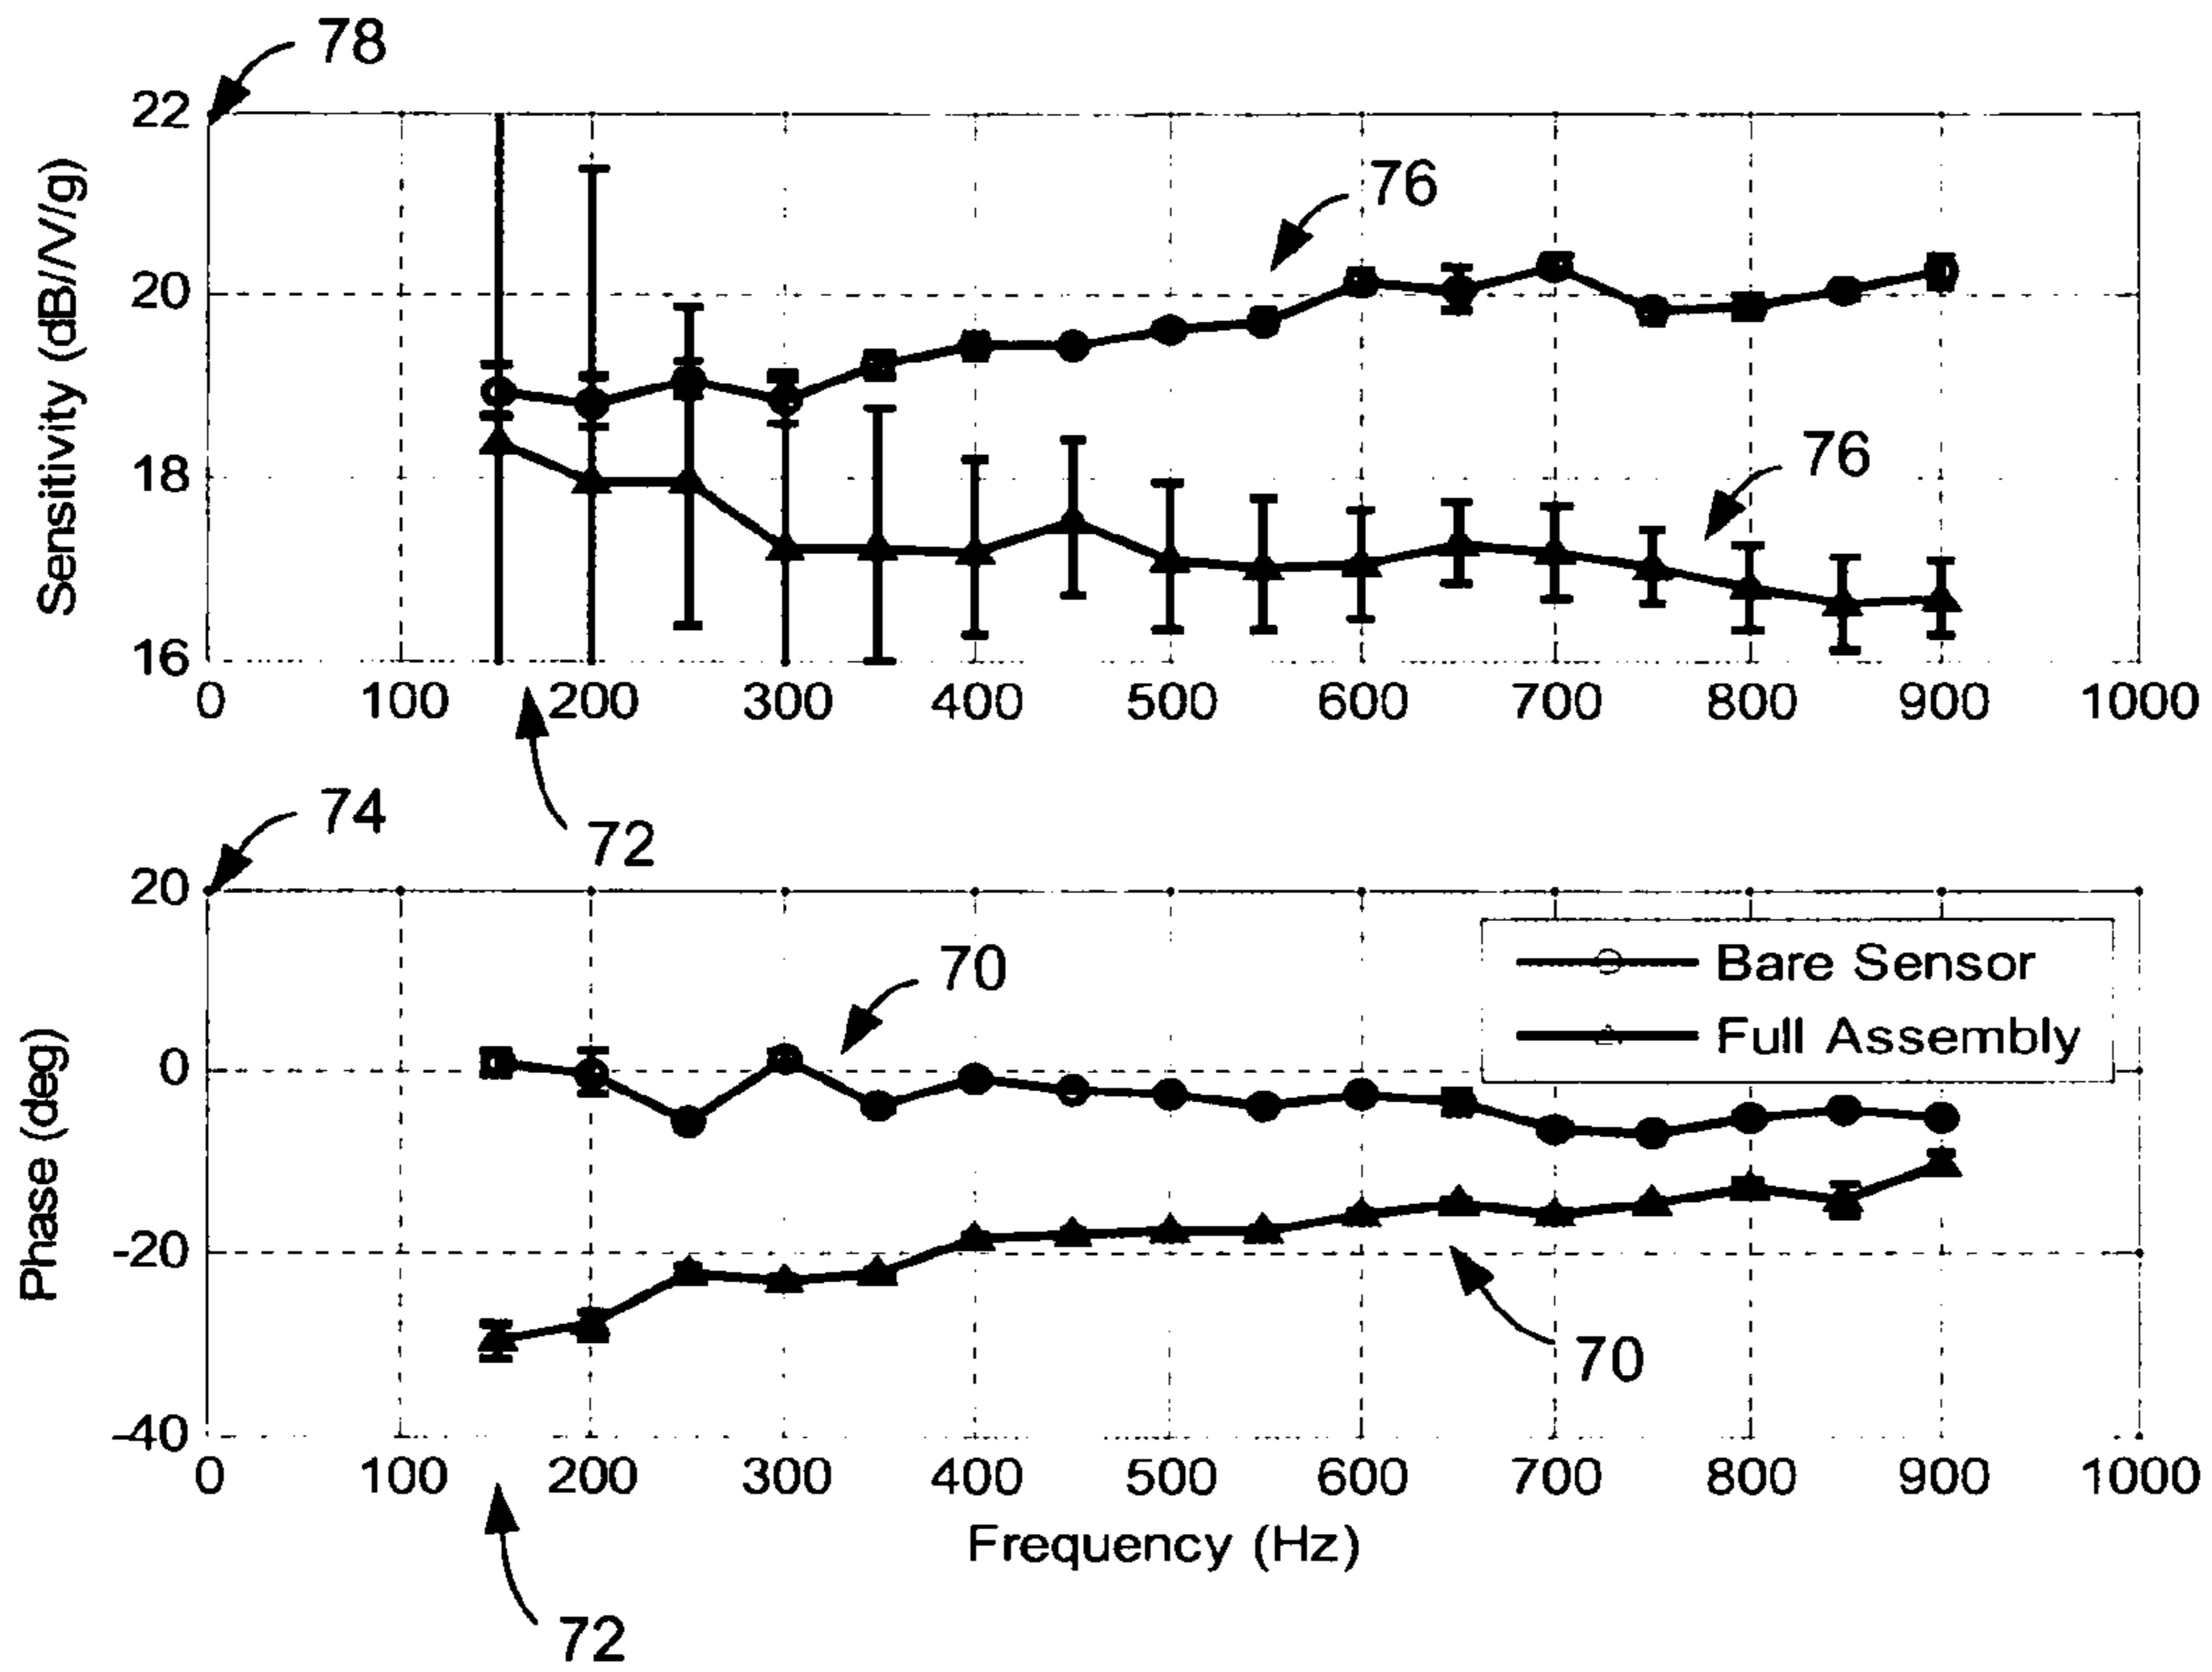 78
22
76
20
76
18
16
Sensitivity (dB/V/g)
0 100 200 300 400 500 600 700 800 900 1000
72
74
20
Bare Sensor
Full Assembly
70
0
-20
70
-40
Phase (deg)
0 100 200 300 400 500 600 700 800 900 1000
Frequency (Hz)
72